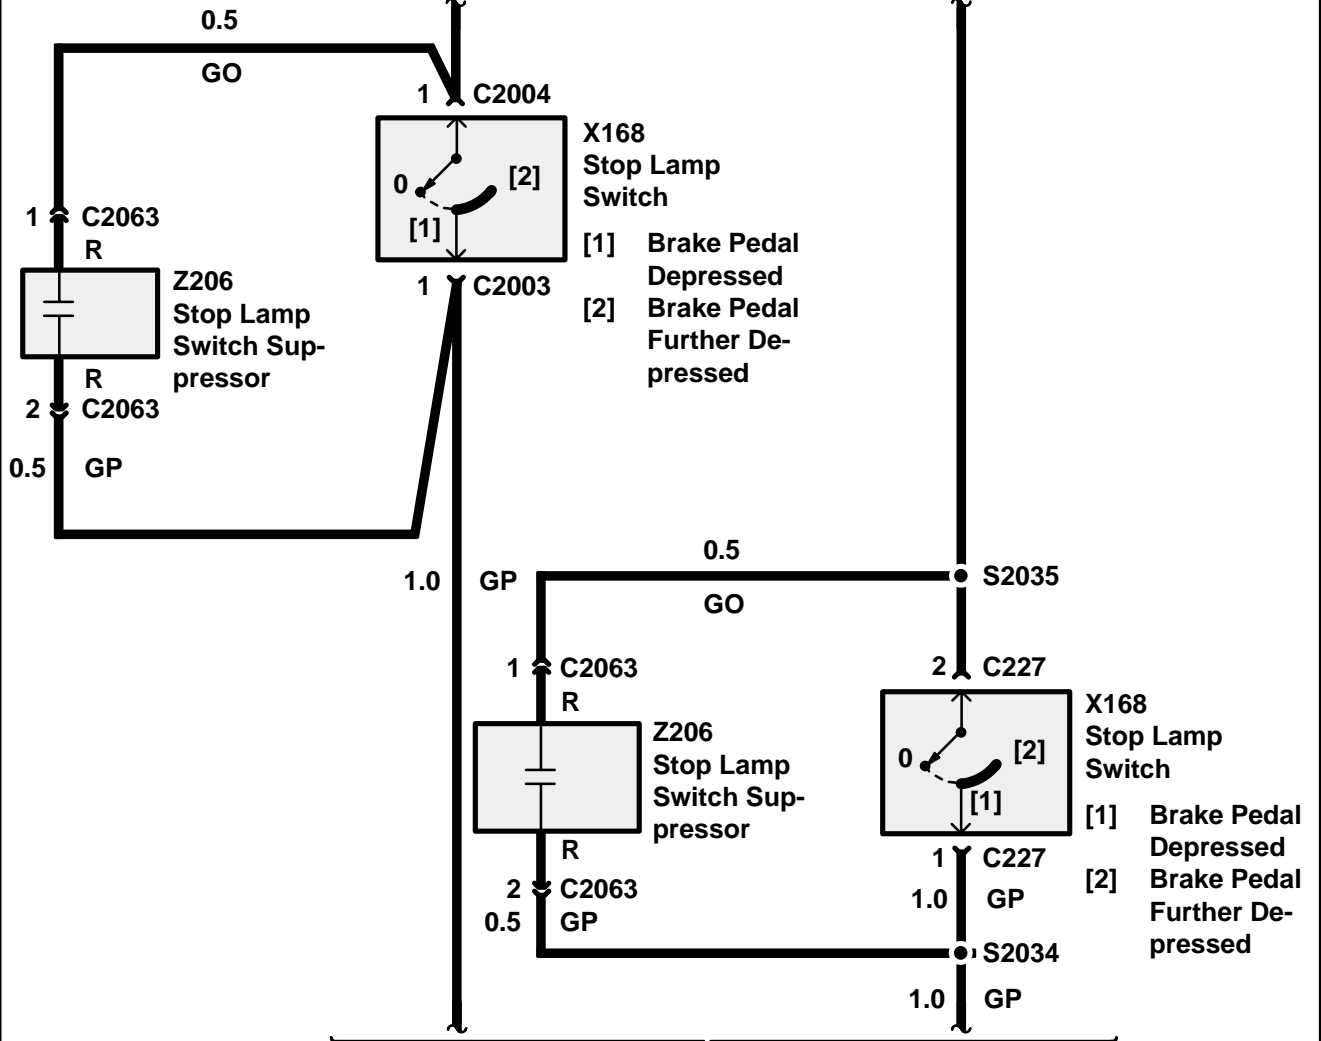 0.5
GO
1 C2004
X168
Stop Lamp
Switch
0
[2]
[1]
[1] Brake Pedal
Depressed
[2] Brake Pedal
Further De-
pressed
1 C2003
1 C2063
R
Z206
Stop Lamp
Switch Sup-
pressor
R
2 C2063
0.5 GP
1.0 GP
0.5
GO
S2035
1 C2063
R
Z206
Stop Lamp
Switch Sup-
pressor
R
2 C2063
0.5 GP
2 C227
X168
Stop Lamp
Switch
0
[2]
[1]
[1] Brake Pedal
Depressed
[2] Brake Pedal
Further De-
pressed
1 C227
1.0 GP
S2034
1.0 GP